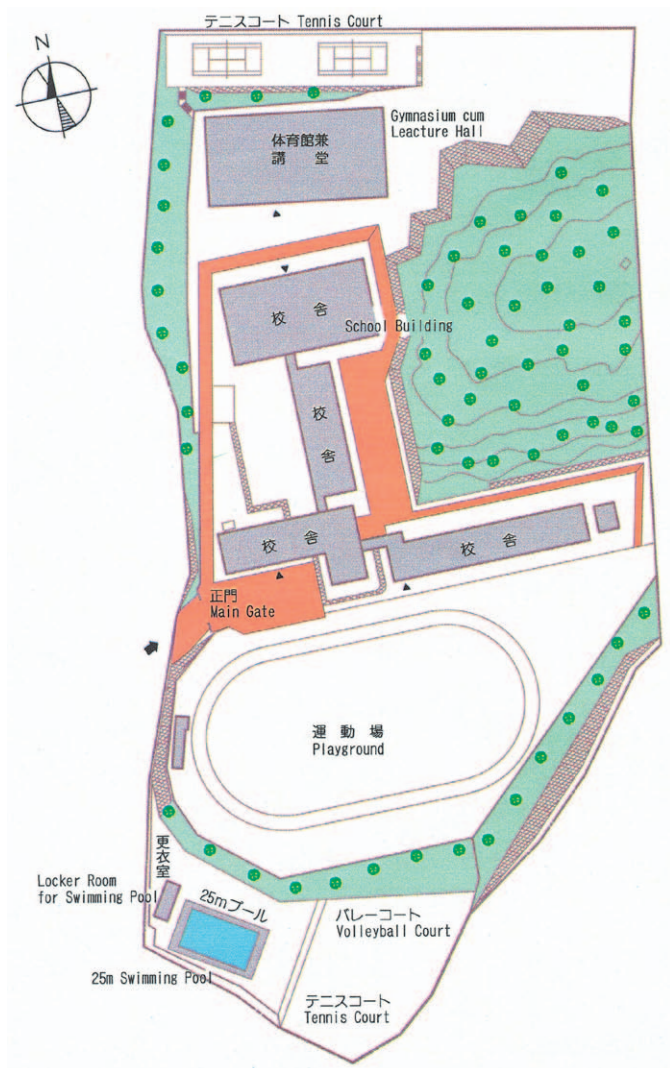 テニスコート Tennis Court
N
Gymnasium cum
Leacture Hall
体育館兼
講 堂
校 舎
School Building
校
舎
校 舎
校 舎
正門
Main Gate
運 動 場
Playground
更衣室
Locker Room
for Swimming Pool
25mプール
25m Swimming Pool
バレーコート
Volleyball Court
テニスコート
Tennis Court